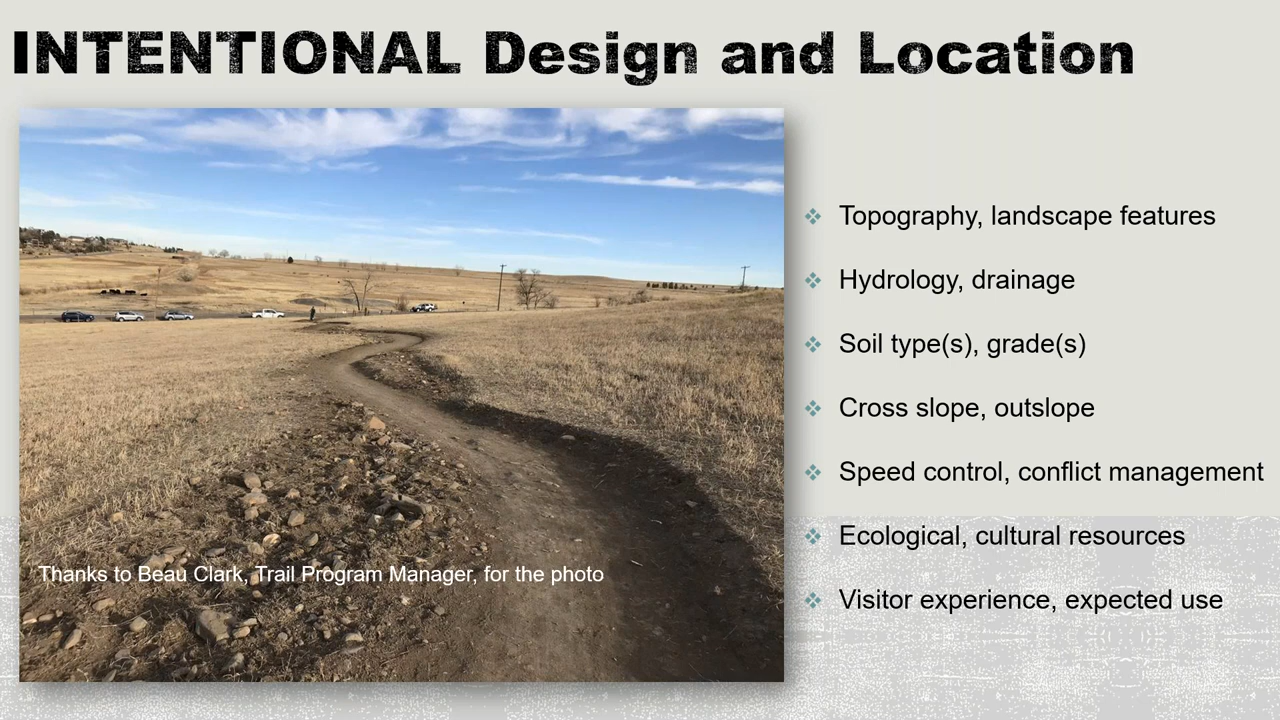 INTENTIONAL Design and Location
Topography, landscape features
Hydrology, drainage
Soil type(s), grade(s)
Cross slope, outslope
Speed control, conflict management
Ecological, cultural resources
Visitor experience, expected use
Thanks to Beau Clark, Trail Program Manager, for the photo